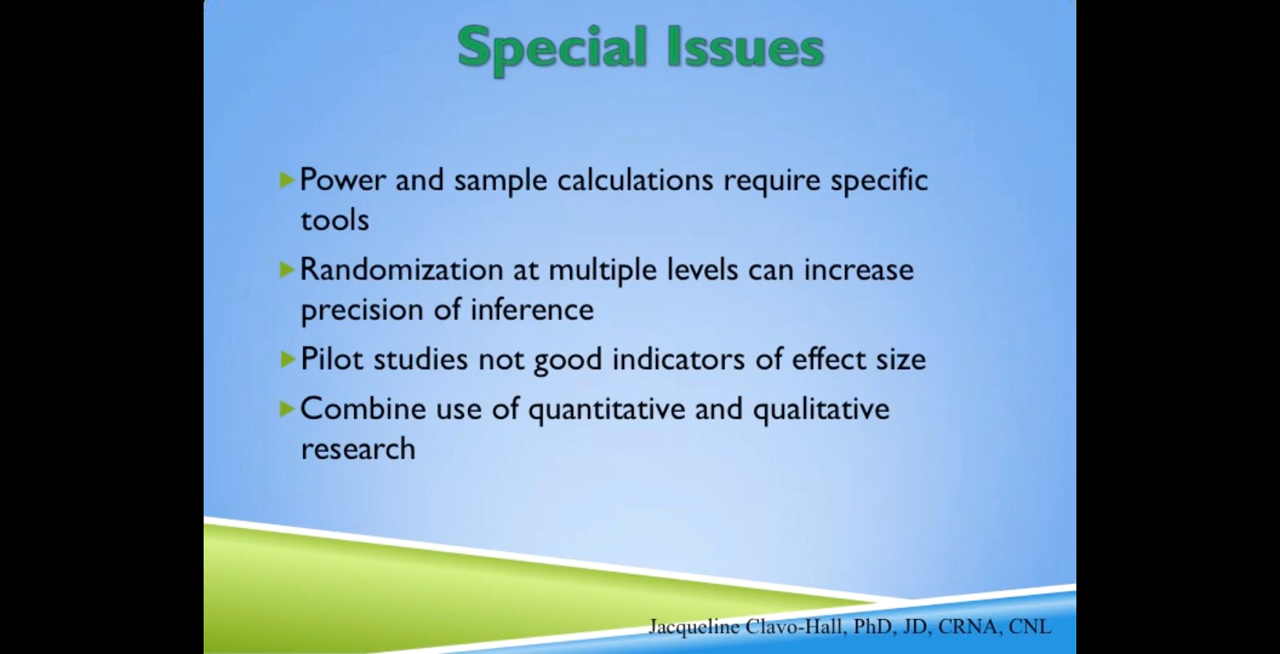 Special Issues
Power and sample calculations require specific
tools
Randomization at multiple levels can increase
precision of inference
Pilot studies not good indicators of effect size
Combine use of quantitative and qualitative
research
Jacqueline Clavo-Hall, PhD, JD, CRNA, CNL